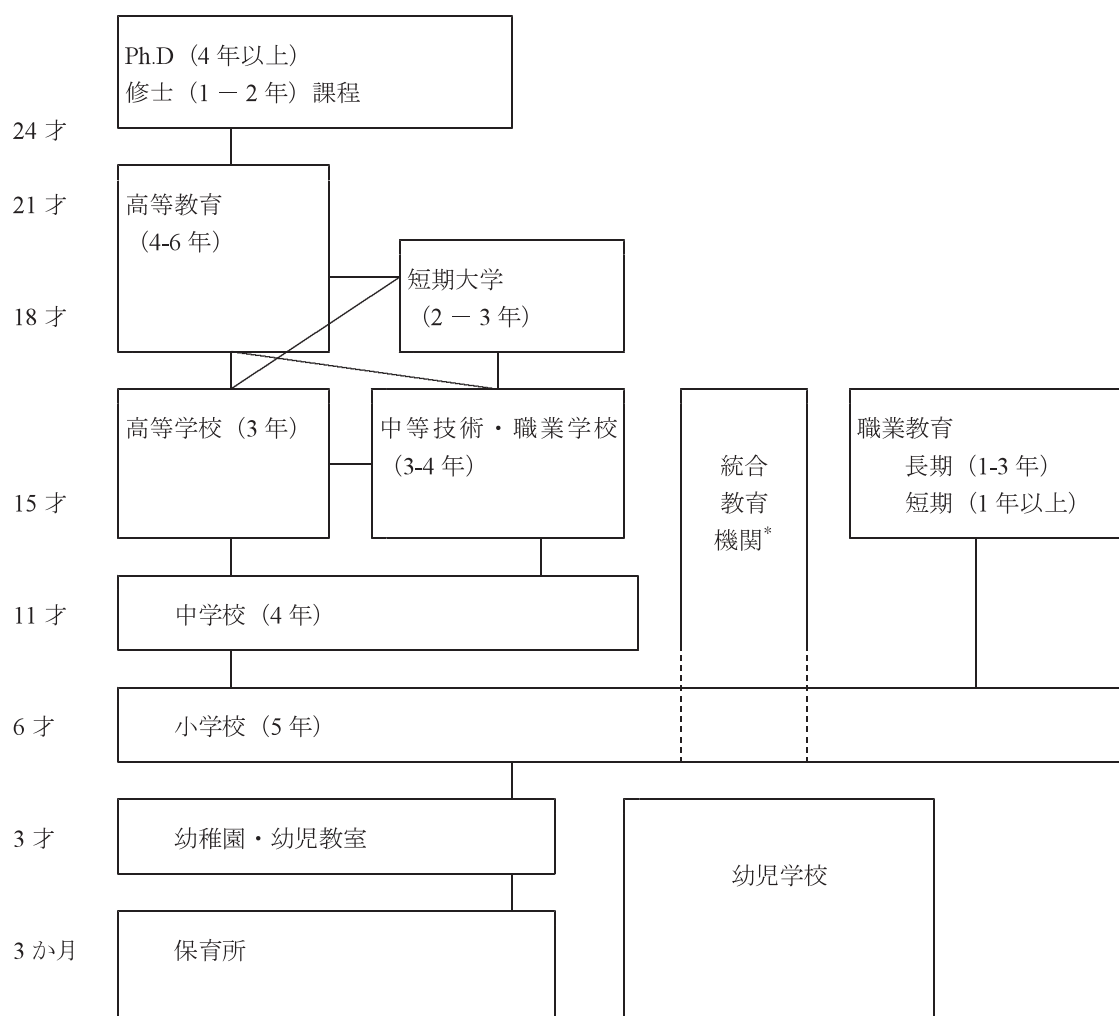 Ph.D（4 年以上）
修士（1 － 2 年）課程
24 才
21 才
高等教育
（4-6 年）
短期大学
（2 － 3 年）
18 才
高等学校（3 年）
中等技術・職業学校
（3-4 年）
統合
教育
機関*
職業教育
長期（1-3 年）
短期（1 年以上）
15 才
11 才
中学校（4 年）
6 才
小学校（5 年）
3 才
幼稚園・幼児教室
幼児学校
3 か月
保育所